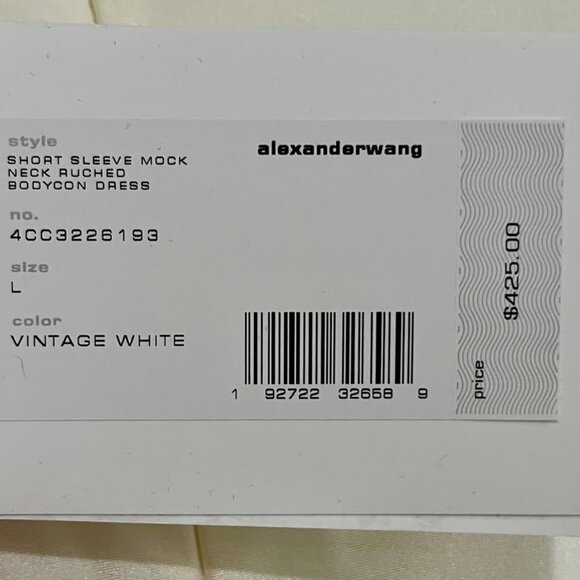 style
SHORT SLEEVE MOCK
NECK RUCHED
BODYCON DRESS
no.
4CC3226193
size
L
color
VINTAGE WHITE
alexanderwang
1 92722 32658 9
price $425.00